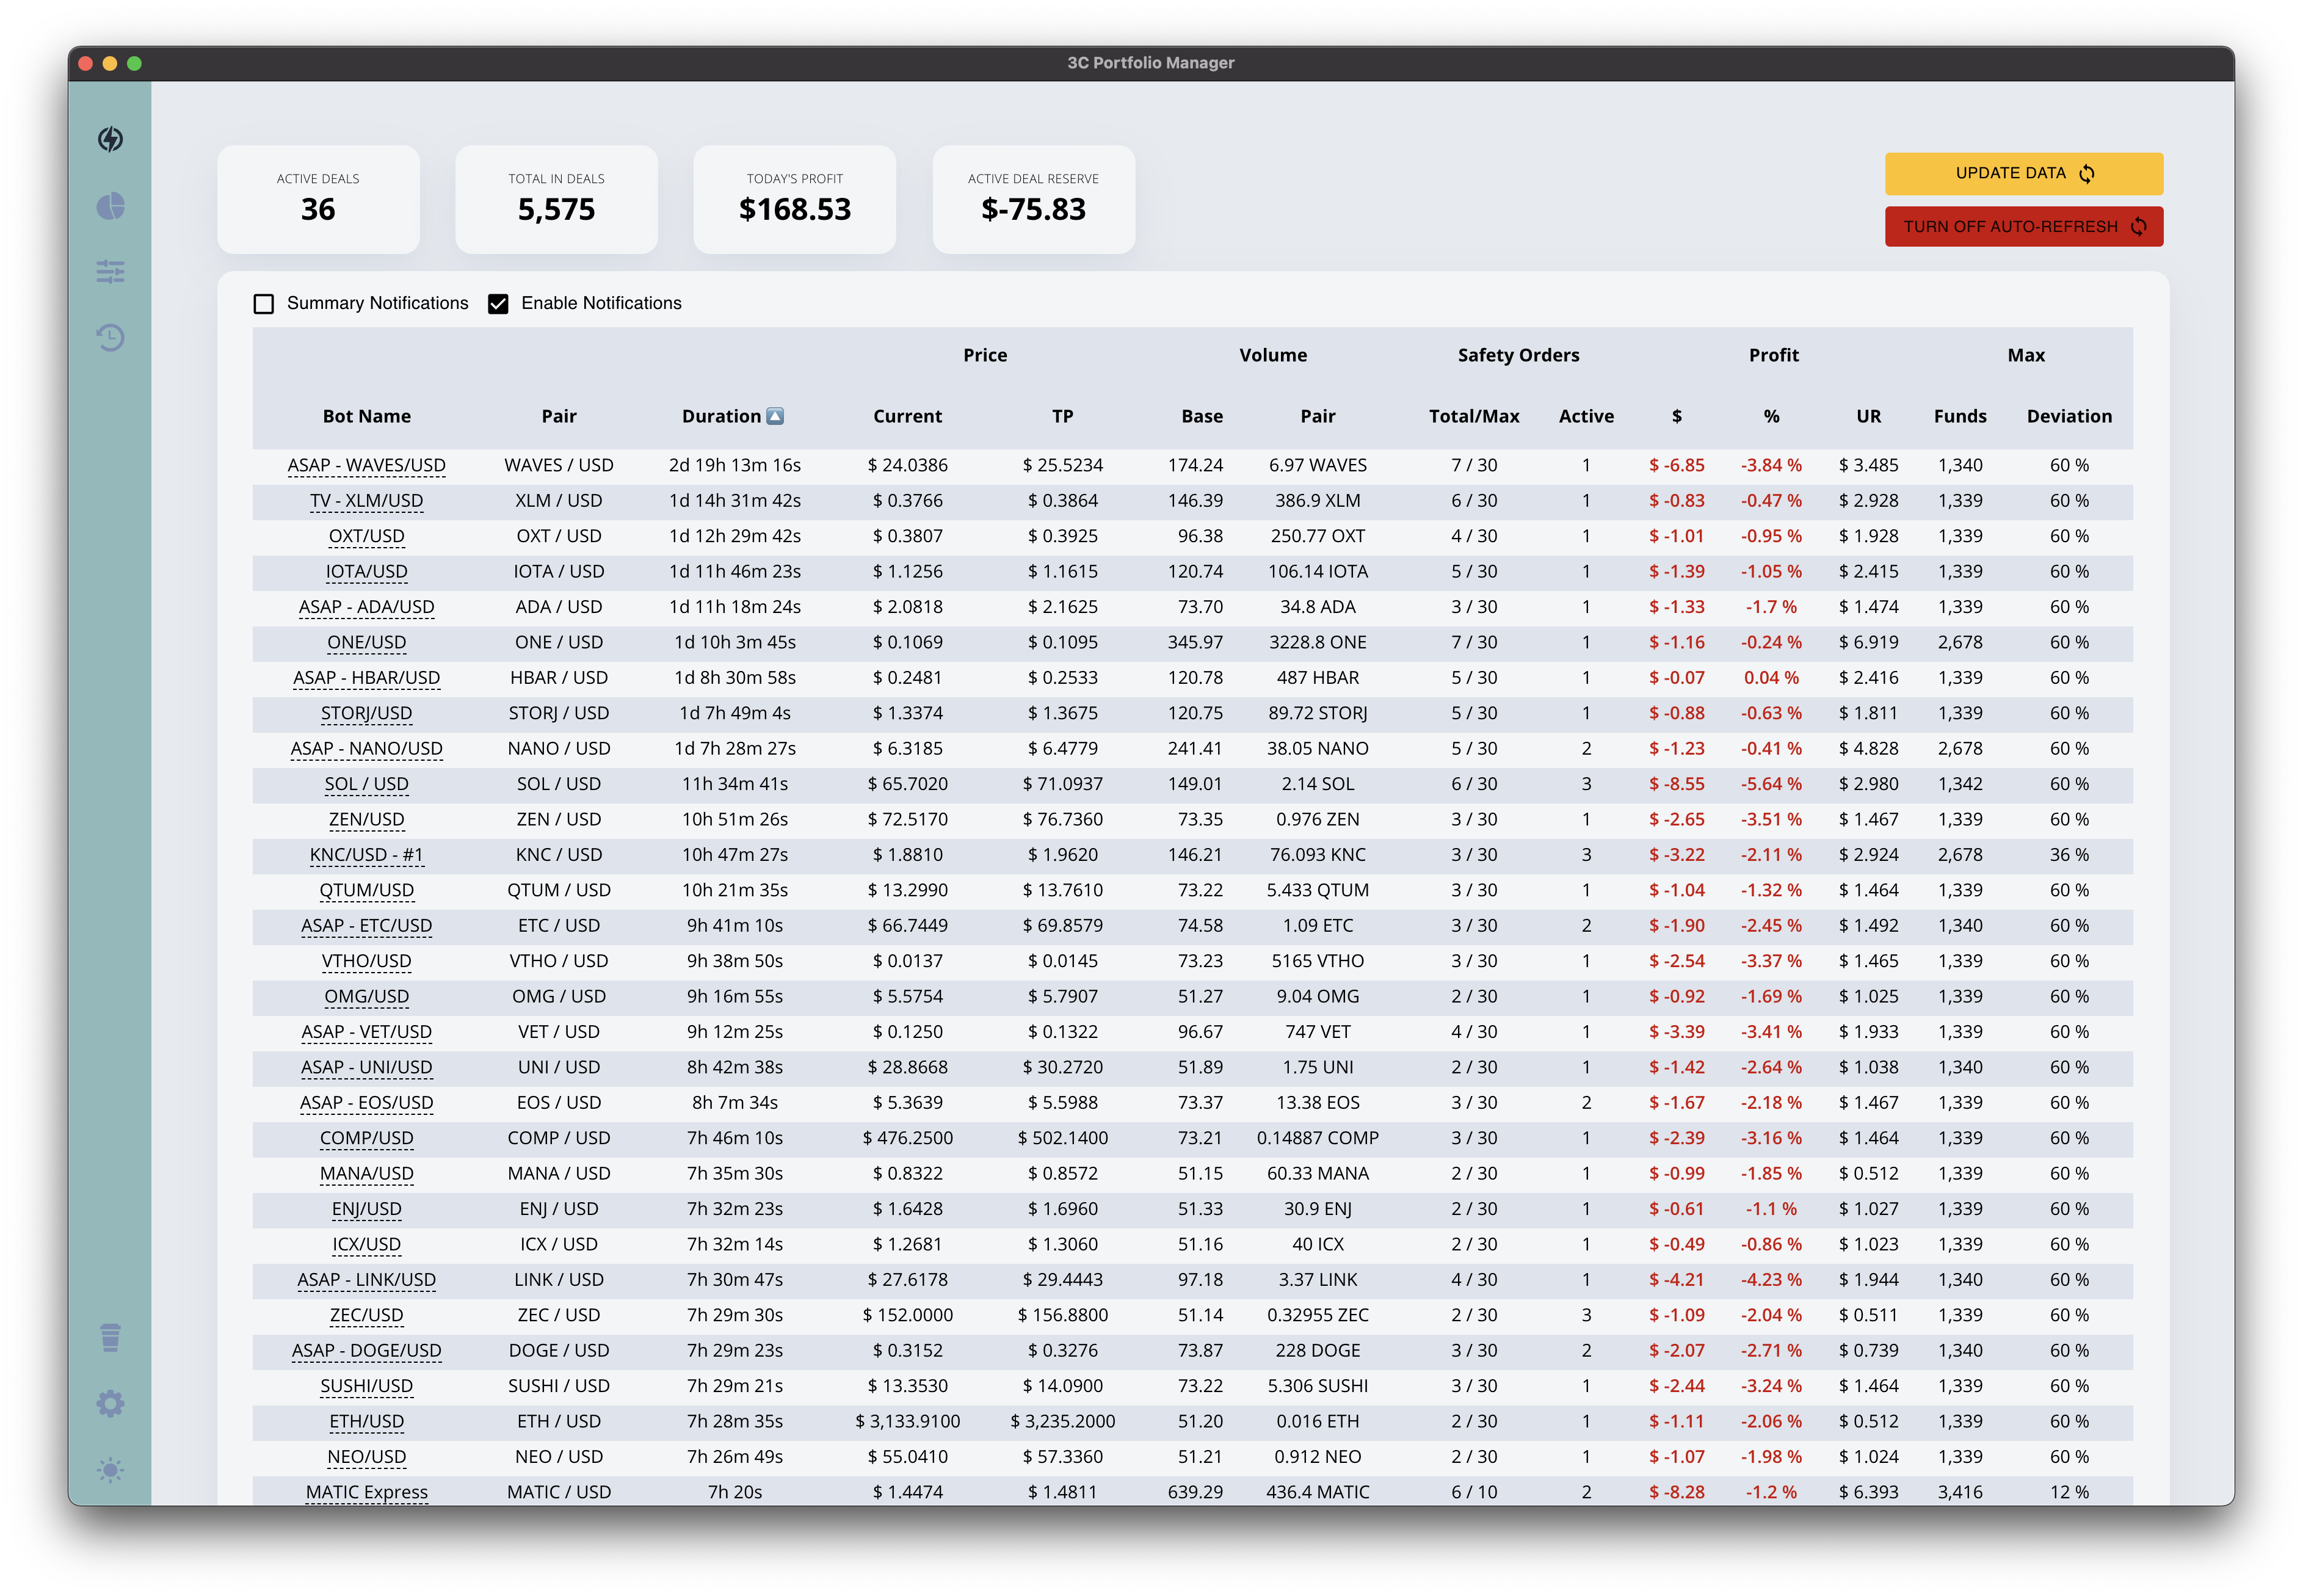 3C Portfolio Manager
ACTIVE DEALS TOTAL IN DEALS TODAY'S PROFIT ACTIVE DEAL RESERVE
36 5,575 $168.53 $-75.83
UPDATE DATA
TURN OFF AUTO-REFRESH
Summary Notifications Enable Notifications
Price Volume Safety Orders Profit Max
Bot Name Pair Duration Current TP Base Pair Total/Max Active $ % UR Funds Deviation
ASAP - WAVES/USD WAVES / USD 2d 19h 13m 16s $ 24.0386 $ 25.5234 174.24 6.97 WAVES 7 / 30 1 $ -6.85 -3.84 % $ 3.485 1,340 60 %
TV - XLM/USD XLM / USD 1d 14h 31m 42s $ 0.3766 $ 0.3864 146.39 386.9 XLM 6 / 30 1 $ -0.83 -0.47 % $ 2.928 1,339 60 %
OXT/USD OXT / USD 1d 12h 29m 42s $ 0.3807 $ 0.3925 96.38 250.77 OXT 4 / 30 1 $ -1.01 -0.95 % $ 1.928 1,339 60 %
IOTA/USD IOTA / USD 1d 11h 46m 23s $ 1.1256 $ 1.1615 120.74 106.14 IOTA 5 / 30 1 $ -1.39 -1.05 % $ 2.415 1,339 60 %
ASAP - ADA/USD ADA / USD 1d 11h 18m 24s $ 2.0818 $ 2.1625 73.70 34.8 ADA 3 / 30 1 $ -1.33 -1.7 % $ 1.474 1,339 60 %
ONE/USD ONE / USD 1d 10h 3m 45s $ 0.1069 $ 0.1095 345.97 3228.8 ONE 7 / 30 1 $ -1.16 -0.24 % $ 6.919 2,678 60 %
ASAP - HBAR/USD HBAR / USD 1d 8h 30m 58s $ 0.2481 $ 0.2533 120.78 487 HBAR 5 / 30 1 $ -0.07 0.04 % $ 2.416 1,339 60 %
STORJ/USD STORJ / USD 1d 7h 49m 4s $ 1.3374 $ 1.3675 120.75 89.72 STORJ 5 / 30 1 $ -0.88 -0.63 % $ 1.811 1,339 60 %
ASAP - NANO/USD NANO / USD 1d 7h 28m 27s $ 6.3185 $ 6.4779 241.41 38.05 NANO 5 / 30 2 $ -1.23 -0.41 % $ 4.828 2,678 60 %
SOL / USD SOL / USD 11h 34m 41s $ 65.7020 $ 71.0937 149.01 2.14 SOL 6 / 30 3 $ -8.55 -5.64 % $ 2.980 1,342 60 %
ZEN/USD ZEN / USD 10h 51m 26s $ 72.5170 $ 76.7360 73.35 0.976 ZEN 3 / 30 1 $ -2.65 -3.51 % $ 1.467 1,339 60 %
KNC/USD - #1 KNC / USD 10h 47m 27s $ 1.8810 $ 1.9620 146.21 76.093 KNC 3 / 30 3 $ -3.22 -2.11 % $ 2.924 2,678 36 %
QTUM/USD QTUM / USD 10h 21m 35s $ 13.2990 $ 13.7610 73.22 5.433 QTUM 3 / 30 1 $ -1.04 -1.32 % $ 1.464 1,339 60 %
ASAP - ETC/USD ETC / USD 9h 41m 10s $ 66.7449 $ 69.8579 74.58 1.09 ETC 3 / 30 2 $ -1.90 -2.45 % $ 1.492 1,340 60 %
VTHO/USD VTHO / USD 9h 38m 50s $ 0.0137 $ 0.0145 73.23 5165 VTHO 3 / 30 1 $ -2.54 -3.37 % $ 1.465 1,339 60 %
OMG/USD OMG / USD 9h 16m 55s $ 5.5754 $ 5.7907 51.27 9.04 OMG 2 / 30 1 $ -0.92 -1.69 % $ 1.025 1,339 60 %
ASAP - VET/USD VET / USD 9h 12m 25s $ 0.1250 $ 0.1322 96.67 747 VET 4 / 30 1 $ -3.39 -3.41 % $ 1.933 1,339 60 %
ASAP - UNI/USD UNI / USD 8h 42m 38s $ 28.8668 $ 30.2720 51.89 1.75 UNI 2 / 30 1 $ -1.42 -2.64 % $ 1.038 1,340 60 %
ASAP - EOS/USD EOS / USD 8h 7m 34s $ 5.3639 $ 5.5988 73.37 13.38 EOS 3 / 30 2 $ -1.67 -2.18 % $ 1.467 1,339 60 %
COMP/USD COMP / USD 7h 46m 10s $ 476.2500 $ 502.1400 73.21 0.14887 COMP 3 / 30 1 $ -2.39 -3.16 % $ 1.464 1,339 60 %
MANA/USD MANA / USD 7h 35m 30s $ 0.8322 $ 0.8572 51.15 60.33 MANA 2 / 30 1 $ -0.99 -1.85 % $ 0.512 1,339 60 %
ENJ/USD ENJ / USD 7h 32m 23s $ 1.6428 $ 1.6960 51.33 30.9 ENJ 2 / 30 1 $ -0.61 -1.1 % $ 1.027 1,339 60 %
ICX/USD ICX / USD 7h 32m 14s $ 1.2681 $ 1.3060 51.16 40 ICX 2 / 30 1 $ -0.49 -0.86 % $ 1.023 1,339 60 %
ASAP - LINK/USD LINK / USD 7h 30m 47s $ 27.6178 $ 29.4443 97.18 3.37 LINK 4 / 30 1 $ -4.21 -4.23 % $ 1.944 1,340 60 %
ZEC/USD ZEC / USD 7h 29m 30s $ 152.0000 $ 156.8800 51.14 0.32955 ZEC 2 / 30 3 $ -1.09 -2.04 % $ 0.511 1,339 60 %
ASAP - DOGE/USD DOGE / USD 7h 29m 23s $ 0.3152 $ 0.3276 73.87 228 DOGE 3 / 30 2 $ -2.07 -2.71 % $ 0.739 1,340 60 %
SUSHI/USD SUSHI / USD 7h 29m 21s $ 13.3530 $ 14.0900 73.22 5.306 SUSHI 3 / 30 1 $ -2.44 -3.24 % $ 1.464 1,339 60 %
ETH/USD ETH / USD 7h 28m 35s $ 3,133.9100 $ 3,235.2000 51.20 0.016 ETH 2 / 30 1 $ -1.11 -2.06 % $ 0.512 1,339 60 %
NEO/USD NEO / USD 7h 26m 49s $ 55.0410 $ 57.3360 51.21 0.912 NEO 2 / 30 1 $ -1.07 -1.98 % $ 1.024 1,339 60 %
MATIC Express MATIC / USD 7h 20s $ 1.4474 $ 1.4811 639.29 436.4 MATIC 6 / 10 2 $ -8.28 -1.2 % $ 6.393 3,416 12 %